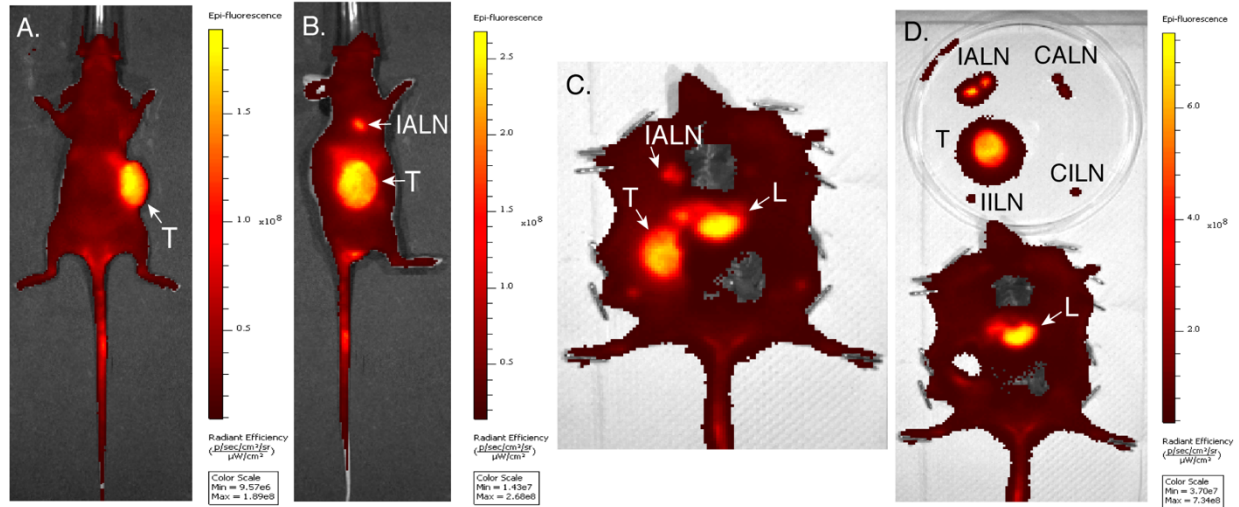 A.
T
Epi-fluorescence
1.5
1.0
×10⁸
0.5
Radiant Efficiency
(p/sec/cm²/sr
µW/cm²)
Color Scale
Min = 9.57e6
Max = 1.89e8
B.
IALN
T
Epi-fluorescence
2.5
2.0
1.5
×10⁸
1.0
0.5
Radiant Efficiency
(p/sec/cm²/sr
µW/cm²)
Color Scale
Min = 1.43e7
Max = 2.68e8
C.
IALN
T
L
D.
IALN CALN
T
CILN
IILN
L
Epi-fluorescence
6.0
4.0
×10⁸
2.0
Radiant Efficiency
(p/sec/cm²/sr
µW/cm²)
Color Scale
Min = 3.70e7
Max = 7.34e8